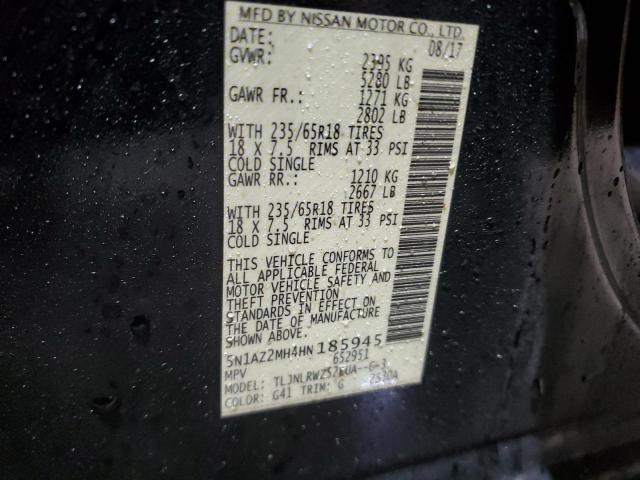 MFD BY NISSAN MOTOR CO., LTD.
DATE: 08/17
GVWR: 2395 KG
5280 LB
GAWR FR.: 1271 KG
2802 LB
WITH 235/65R18 TIRES
18 X 7.5 RIMS AT 33 PSI
COLD SINGLE
GAWR RR.: 1210 KG
2667 LB
WITH 235/65R18 TIRES
18 X 7.5 RIMS AT 33 PSI
COLD SINGLE
THIS VEHICLE CONFORMS TO
ALL APPLICABLE FEDERAL
MOTOR VEHICLE SAFETY AND
THEFT PREVENTION
STANDARDS IN EFFECT ON
THE DATE OF MANUFACTURE
SHOWN ABOVE.
5N1AZ2MH4HN185945
652951
MPV
MODEL: TLJNLRWZ52EUA--G-3
COLOR: G41 TRIM: G 2530A